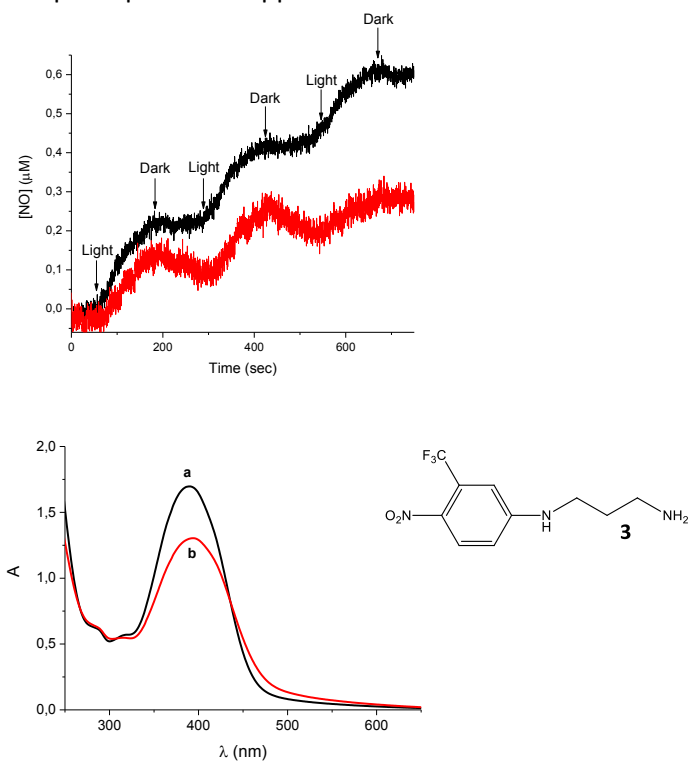 Dark
Light
Dark
Dark
Light
Light
0,6
0,5
0,4
0,3
0,2
0,1
0,0
[NO] (μM)
0
200
400
600
Time (sec)
2,0
1,5
1,0
0,5
0,0
A
a
b
300
400
500
600
λ (nm)
F₃C
O₂N
N
H
NH₂
3